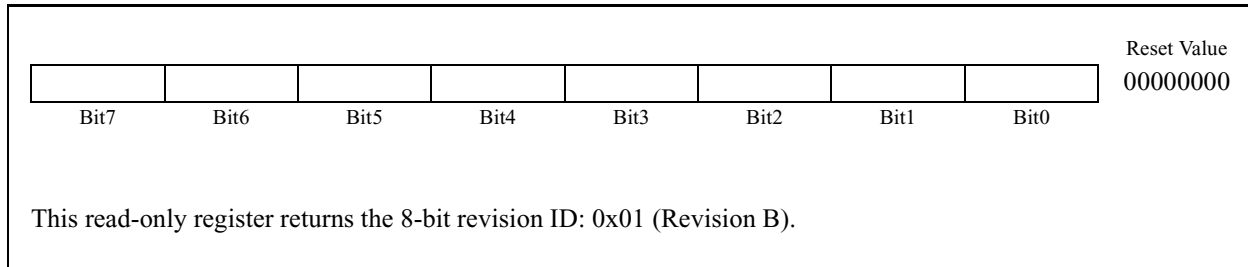 Reset Value
00000000
Bit7 Bit6 Bit5 Bit4 Bit3 Bit2 Bit1 Bit0
This read-only register returns the 8-bit revision ID: 0x01 (Revision B).